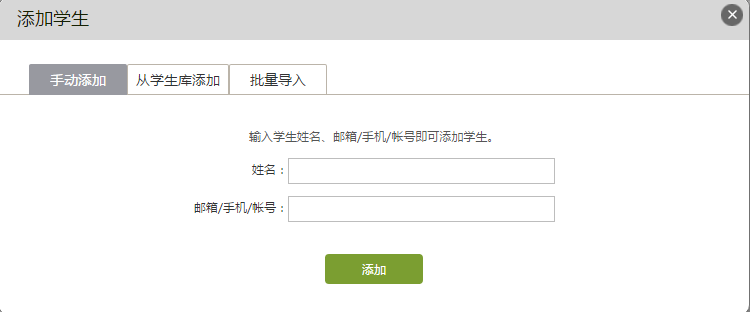 添加学生
手动添加 从学生库添加 批量导入
输入学生姓名、邮箱/手机/帐号即可添加学生。
姓名：
邮箱/手机/帐号：
添加